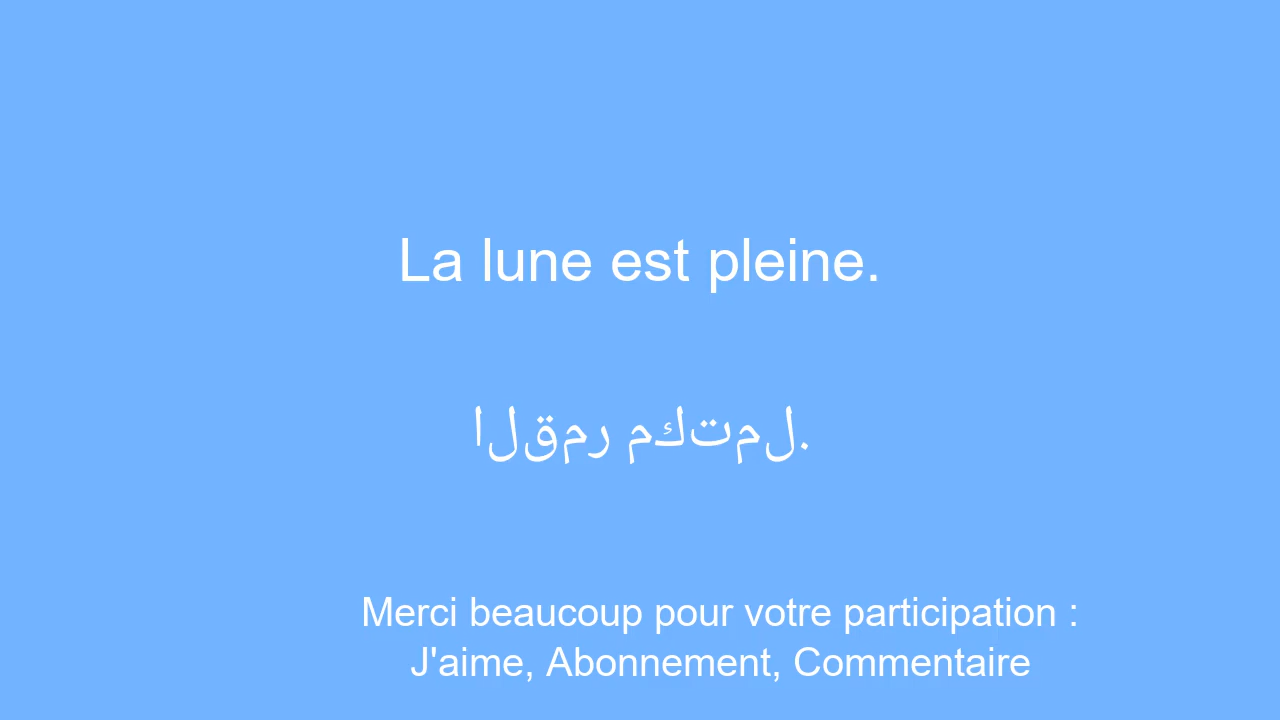 La lune est pleine.
القمر مكتمل.
Merci beaucoup pour votre participation :
J'aime, Abonnement, Commentaire